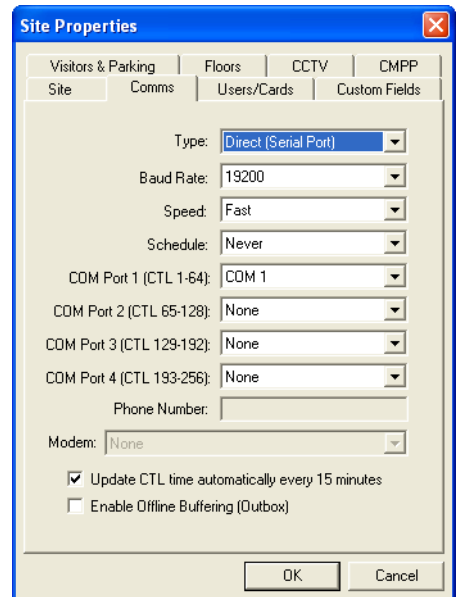 Site Properties
Visitors & Parking Floors CCTV CMPP
Site Comms Users/Cards Custom Fields
Type: Direct (Serial Port)
Baud Rate: 19200
Speed: Fast
Schedule: Never
COM Port 1 (CTL 1-64): COM 1
COM Port 2 (CTL 65-128): None
COM Port 3 (CTL 129-192): None
COM Port 4 (CTL 193-256): None
Phone Number:
Modem: None
Update CTL time automatically every 15 minutes
Enable Offline Buffering (Outbox)
OK Cancel